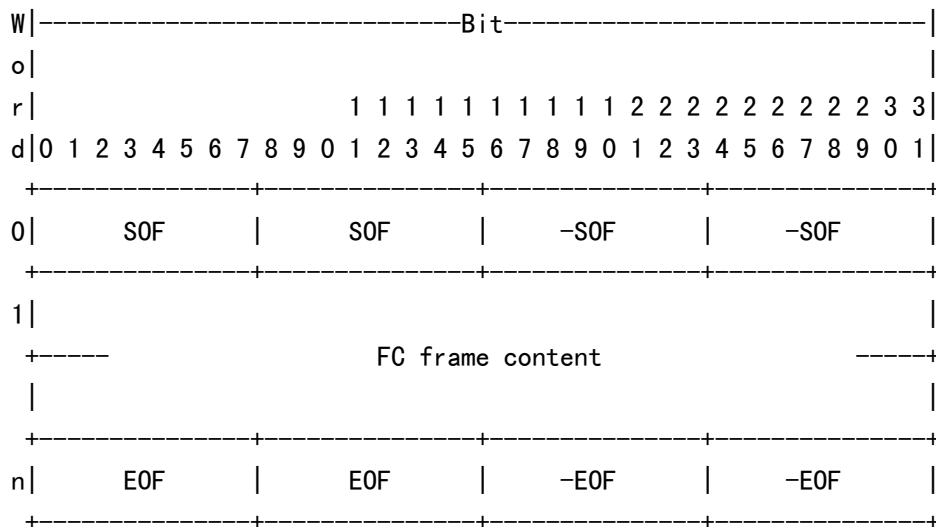 W|------------------------------Bit------------------------------|
o| |
r| 1 1 1 1 1 1 1 1 1 1 2 2 2 2 2 2 2 2 2 3 3|
d|0 1 2 3 4 5 6 7 8 9 0 1 2 3 4 5 6 7 8 9 0 1 2 3 4 5 6 7 8 9 0 1|
+---------------+---------------+---------------+---------------+
0| SOF | SOF | -SOF | -SOF |
+---------------+---------------+---------------+---------------+
1| |
+----- FC frame content -----+
| |
+---------------+---------------+---------------+---------------+
n| EOF | EOF | -EOF | -EOF |
+---------------+---------------+---------------+---------------+